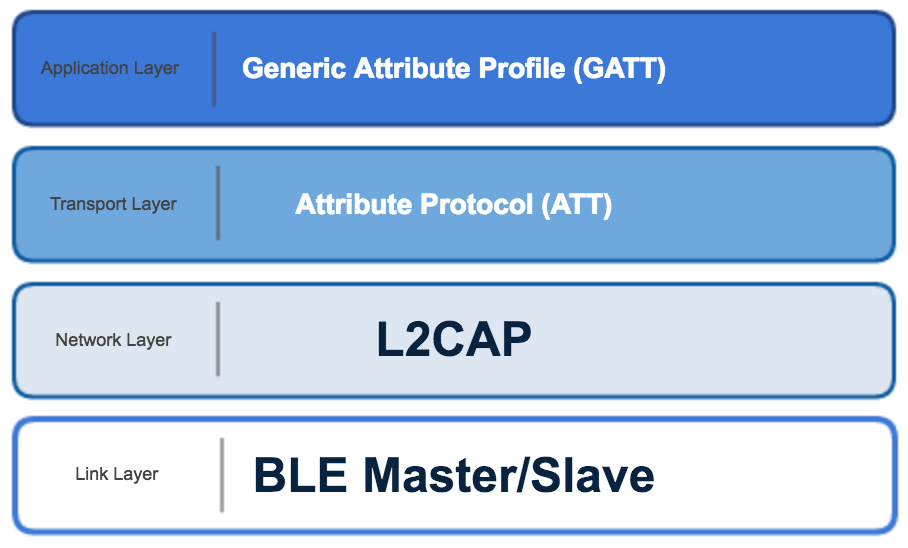 Application Layer
Generic Attribute Profile (GATT)
Transport Layer
Attribute Protocol (ATT)
Network Layer
L2CAP
Link Layer
BLE Master/Slave